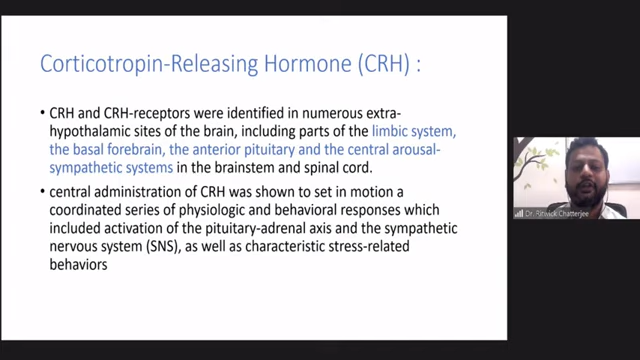 Corticotropin-Releasing Hormone (CRH) :
• CRH and CRH-receptors were identified in numerous extra-
hypothalamic sites of the brain, including parts of the limbic system,
the basal forebrain, the anterior pituitary and the central arousal-
sympathetic systems in the brainstem and spinal cord.
• central administration of CRH was shown to set in motion a
coordinated series of physiologic and behavioral responses which
included activation of the pituitary-adrenal axis and the sympathetic
nervous system (SNS), as well as characteristic stress-related
behaviors
Dr. Ritwick Chatterjee